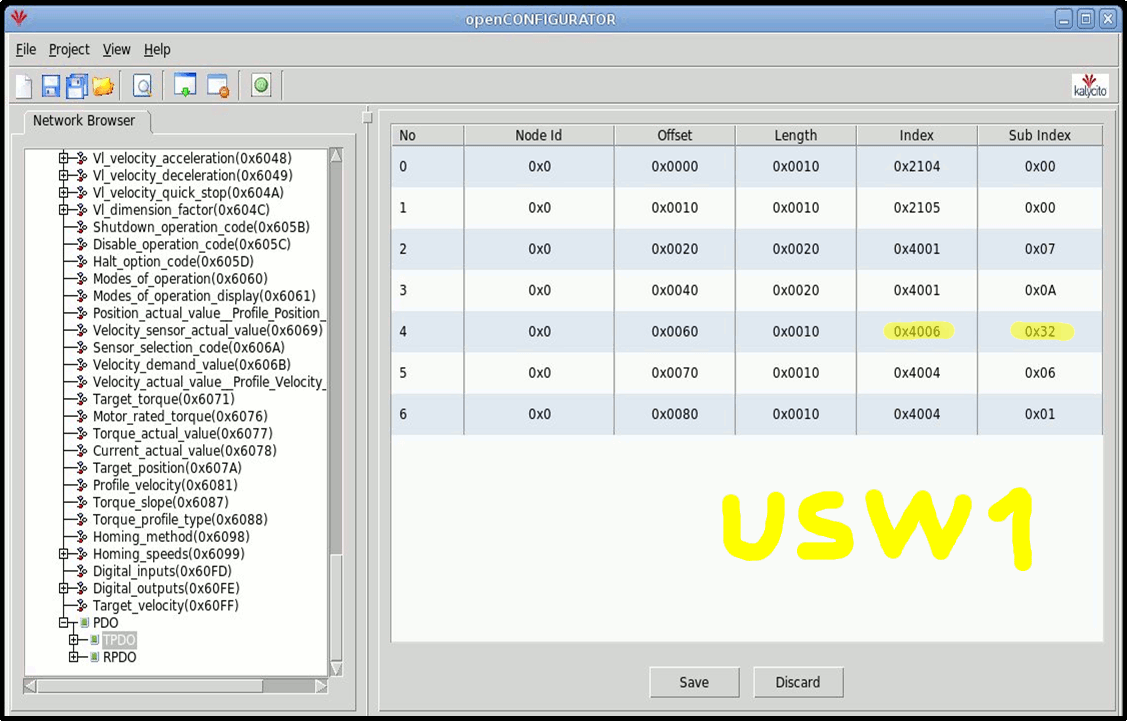 openCONFIGURATOR
File Project View Help
kalycito
Network Browser
Vl_velocity_acceleration(0x6048)
Vl_velocity_deceleration(0x6049)
Vl_velocity_quick_stop(0x604A)
Vl_dimension_factor(0x604C)
Shutdown_operation_code(0x605B)
Disable_operation_code(0x605C)
Halt_option_code(0x605D)
Modes_of_operation(0x6060)
Modes_of_operation_display(0x6061)
Position_actual_value__Profile_Position_
Velocity_sensor_actual_value(0x6069)
Sensor_selection_code(0x606A)
Velocity_demand_value(0x606B)
Velocity_actual_value__Profile_Velocity_
Target_torque(0x6071)
Motor_rated_torque(0x6076)
Torque_actual_value(0x6077)
Current_actual_value(0x6078)
Target_position(0x607A)
Profile_velocity(0x6081)
Torque_slope(0x6087)
Torque_profile_type(0x6088)
Homing_method(0x6098)
Homing_speeds(0x6099)
Digital_inputs(0x60FD)
Digital_outputs(0x60FE)
Target_velocity(0x60FF)
PDO
TPDO
RPDO
No Node Id Offset Length Index Sub Index
0 0x0 0x0000 0x0010 0x2104 0x00
1 0x0 0x0010 0x0010 0x2105 0x00
2 0x0 0x0020 0x0020 0x4001 0x07
3 0x0 0x0040 0x0020 0x4001 0x0A
4 0x0 0x0060 0x0010 0x4006 0x32
5 0x0 0x0070 0x0010 0x4004 0x06
6 0x0 0x0080 0x0010 0x4004 0x01
USW1
Save Discard